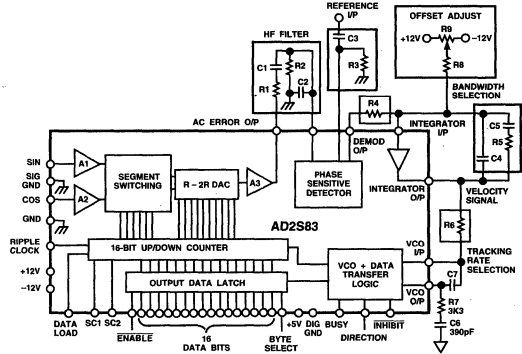 REFERENCE
I/P
OFFSET ADJUST
HF FILTER
R9
+12V
–12V
C3
R3
R8
C1
R2
C2
R1
BANDWIDTH
SELECTION
R4
AC ERROR O/P
DEMOD
O/P
INTEGRATOR
I/P
C5
R5
C4
SIN
A1
SIG
GND
COS
A2
GND
SEGMENT
SWITCHING
R – 2R DAC
A3
PHASE
SENSITIVE
DETECTOR
INTEGRATOR
O/P
VELOCITY
SIGNAL
AD2S83
R6
RIPPLE
CLOCK
16-BIT UP/DOWN COUNTER
VCO
I/P
TRACKING
RATE
SELECTION
+12V
–12V
OUTPUT DATA LATCH
VCO + DATA
TRANSFER
LOGIC
C7
VCO
O/P
R7
3K3
C6
390pF
DATA
LOAD
SC1
SC2
ENABLE
16
DATA BITS
BYTE
SELECT
+5V
DIG
GND
BUSY
DIRECTION
INHIBIT